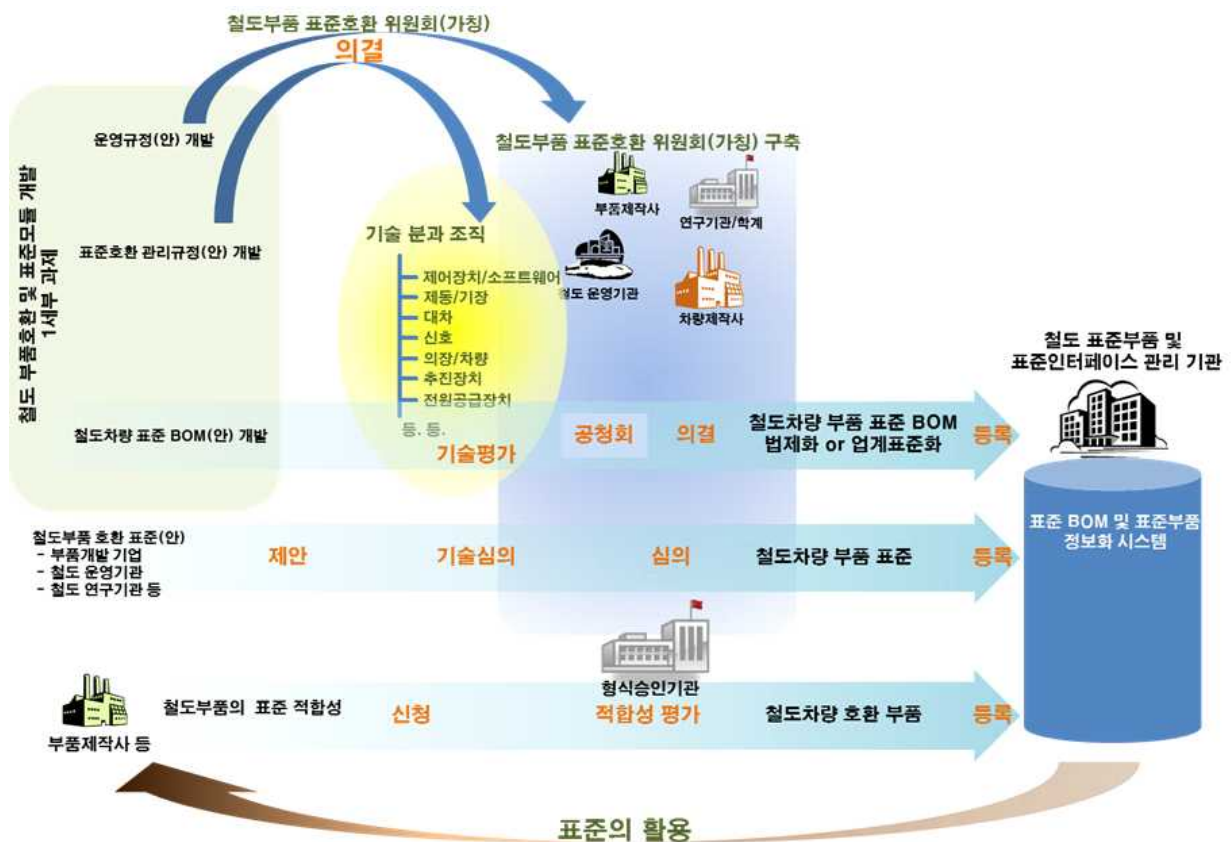 철도부품 표준호환 위원회(가칭)
의결
철도 부품호환 및 표준모듈 개발
1세부 과제
운영규정(안) 개발
표준호환 관리규정(안) 개발
철도차량 표준 BOM(안) 개발
기술 분과 조직
제어장치/소프트웨어
제동/기장
대차
신호
의장/차량
추진장치
전원공급장치
등. 등.
기술평가
철도부품 표준호환 위원회(가칭) 구축
부품제작사
연구기관/학계
철도 운영기관
차량제작사
공청회
의결
철도차량 부품 표준 BOM
법제화 or 업계표준화
등록
철도 표준부품 및
표준인터페이스 관리 기관
표준 BOM 및 표준부품
정보화 시스템
철도부품 호환 표준(안)
- 부품개발 기업
- 철도 운영기관
- 철도 연구기관 등
제안
기술심의
심의
철도차량 부품 표준
등록
부품제작사 등
철도부품의 표준 적합성
신청
형식승인기관
적합성 평가
철도차량 호환 부품
등록
표준의 활용